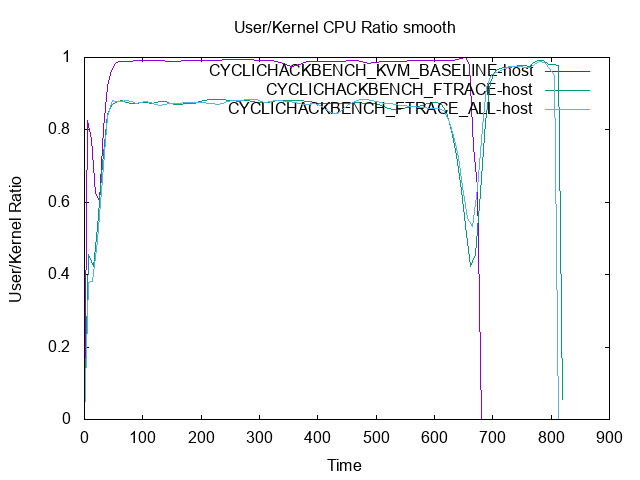 User/Kernel CPU Ratio smooth
1
CYCLICHACKBENCH_KVM_BASELINE-host
CYCLICHACKBENCH_FTRACE-host
CYCLICHACKBENCH_FTRACE_ALL-host
0.8
0.6
0.4
0.2
0
User/Kernel Ratio
0 100 200 300 400 500 600 700 800 900
Time